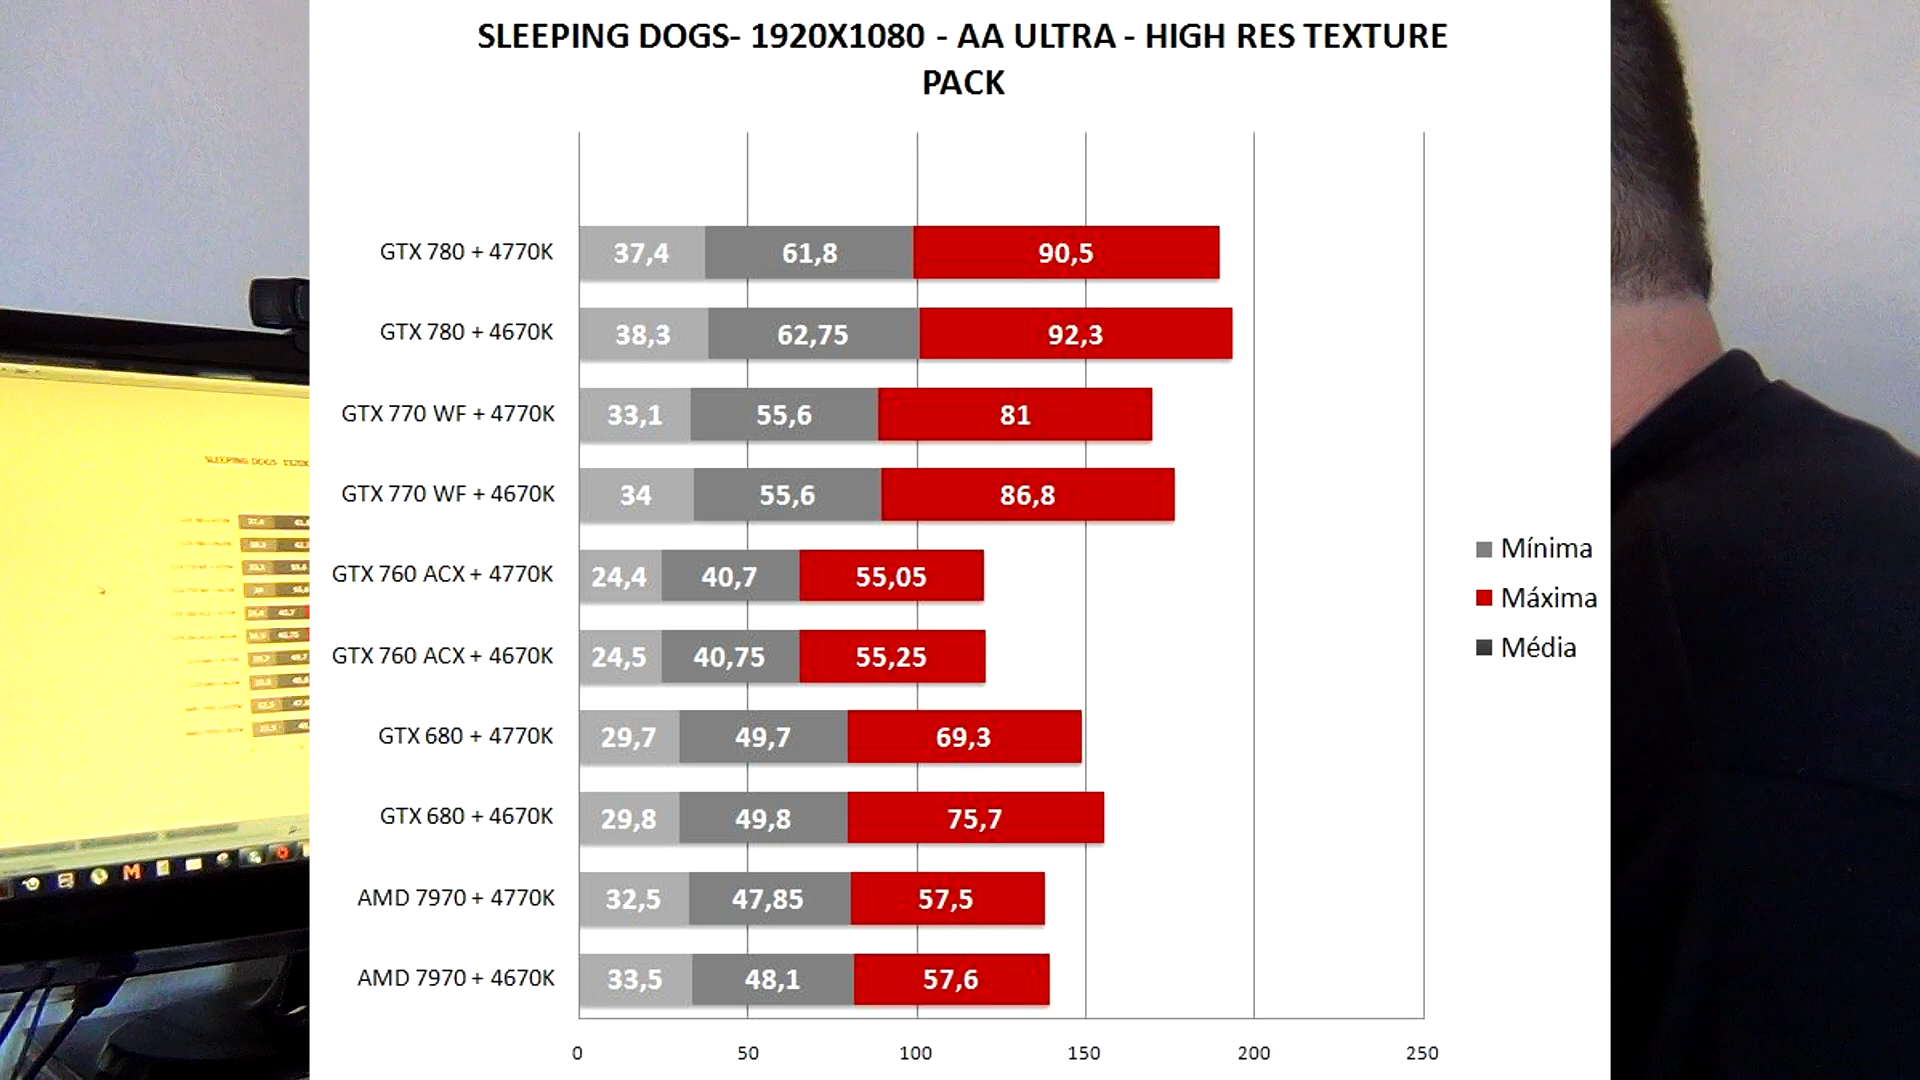 SLEEPING DOGS- 1920X1080 - AA ULTRA - HIGH RES TEXTURE
PACK
GTX 780 + 4770K 37,4 61,8 90,5
GTX 780 + 4670K 38,3 62,75 92,3
GTX 770 WF + 4770K 33,1 55,6 81
GTX 770 WF + 4670K 34 55,6 86,8
GTX 760 ACX + 4770K 24,4 40,7 55,05
GTX 760 ACX + 4670K 24,5 40,75 55,25
GTX 680 + 4770K 29,7 49,7 69,3
GTX 680 + 4670K 29,8 49,8 75,7
AMD 7970 + 4770K 32,5 47,85 57,5
AMD 7970 + 4670K 33,5 48,1 57,6
0 50 100 150 200 250
Mínima
Máxima
Média
SLEEPING DOGS- 1920X
M